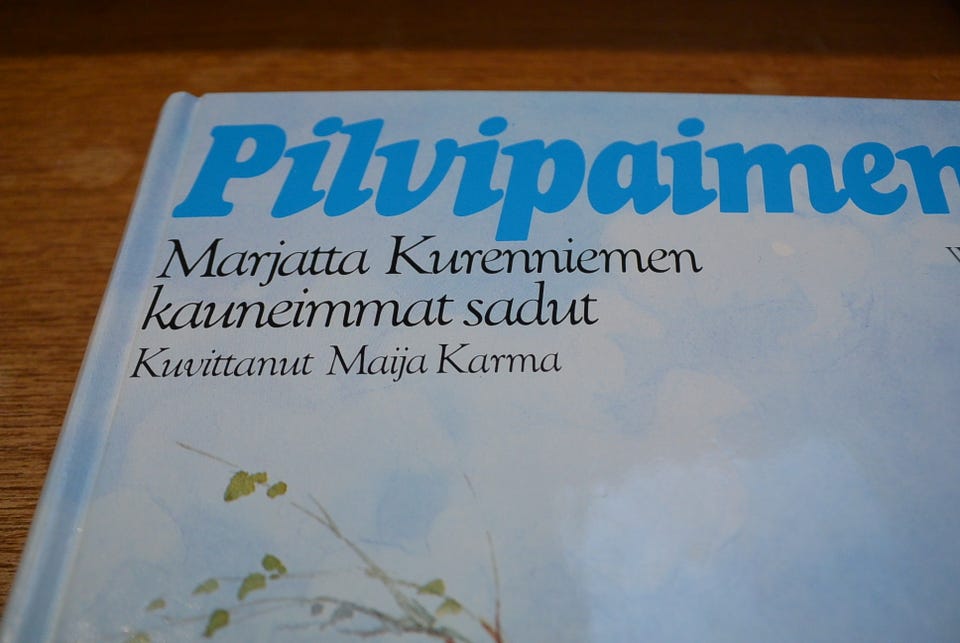 Pilvipaimen
Marjatta Kurenniemen
kauneimmat sadut
Kuvittanut Maija Karma